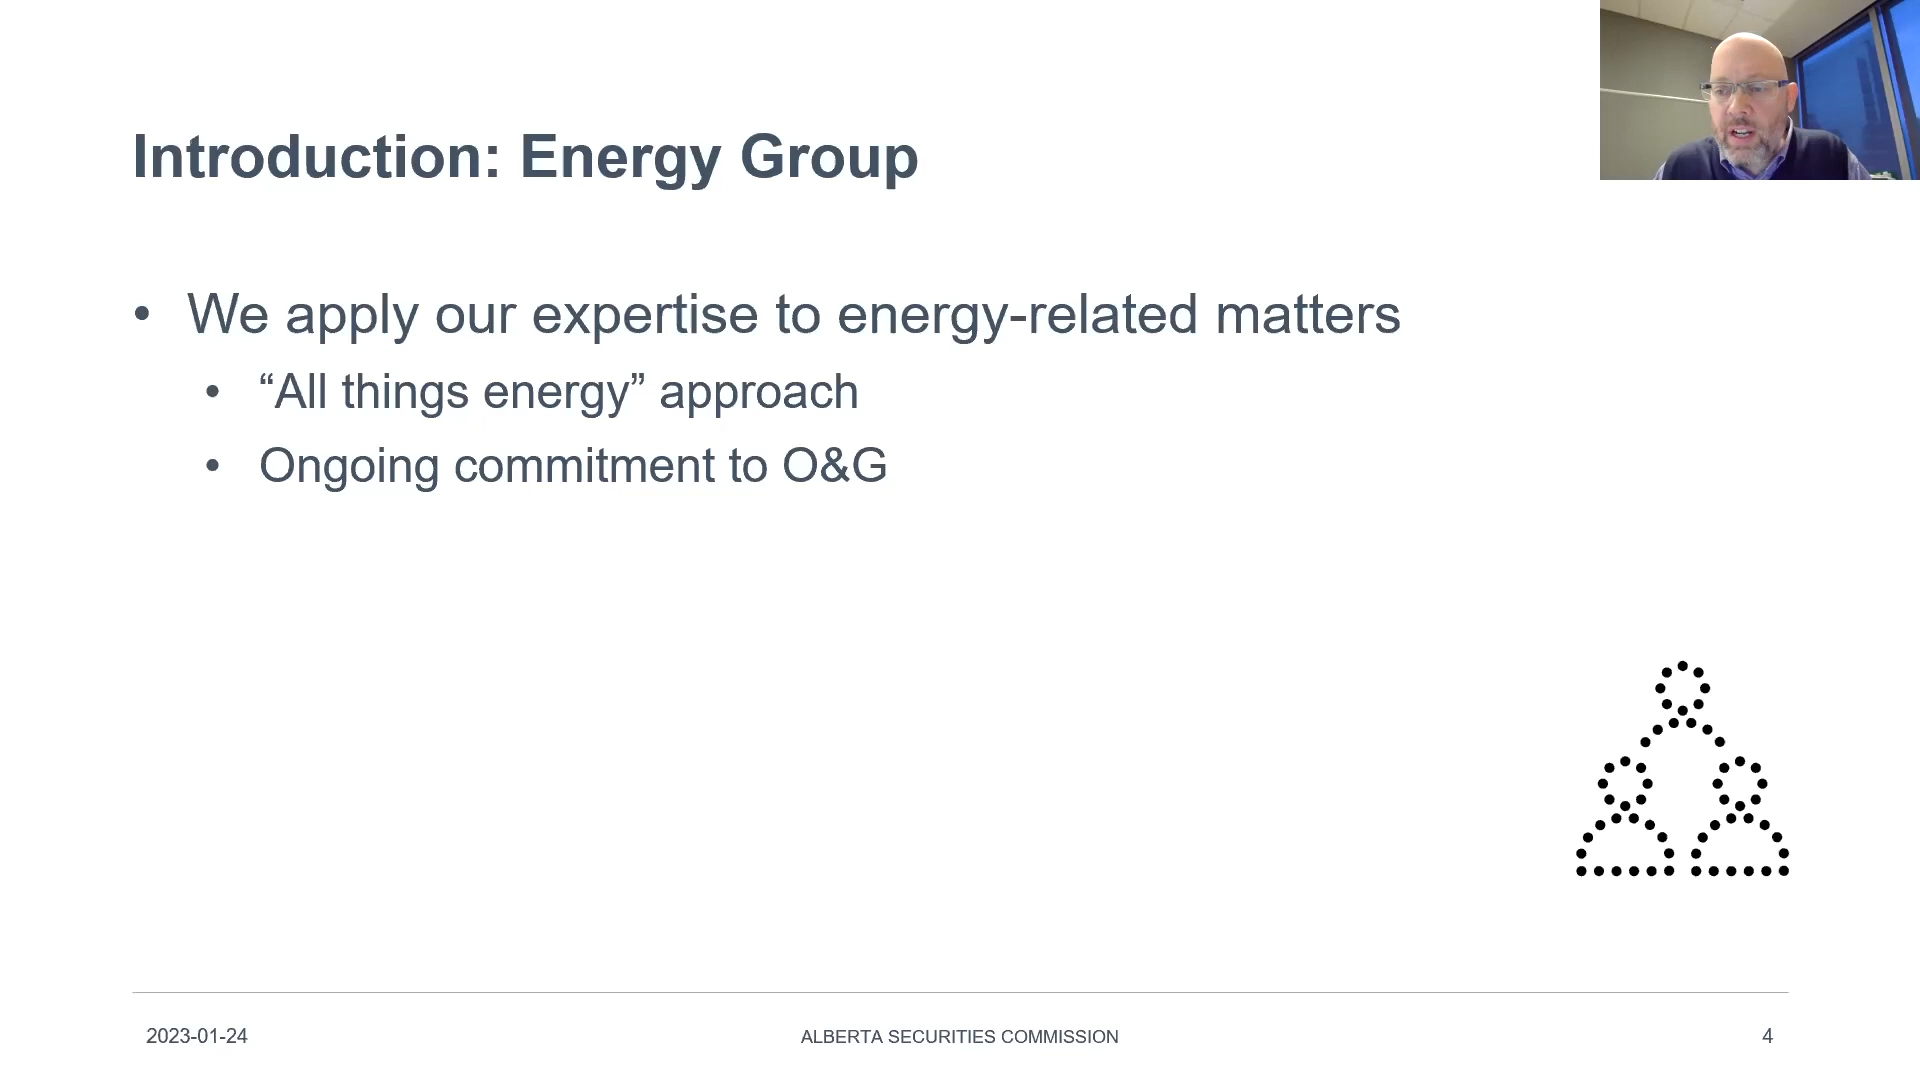 Introduction: Energy Group
• We apply our expertise to energy-related matters
• “All things energy” approach
• Ongoing commitment to O&G
2023-01-24
ALBERTA SECURITIES COMMISSION
4